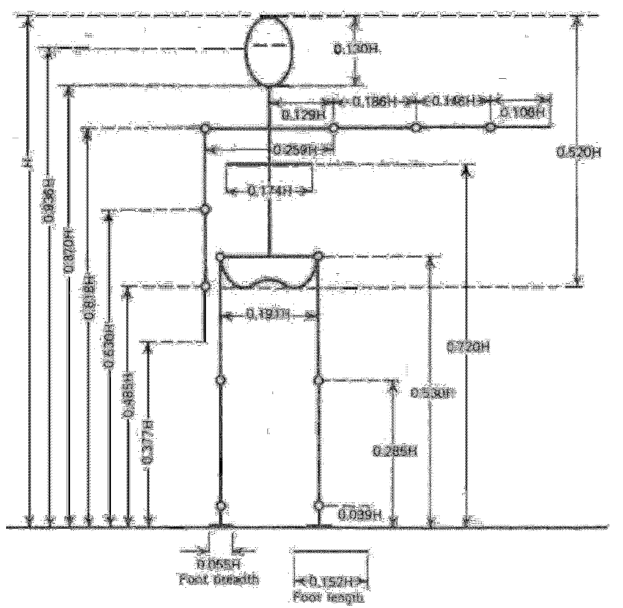 0.130H
0.186H
0.146H
0.108H
0.129H
0.520H
0.259H
H
0.936H
0.174H
0.870H
0.818H
0.191H
0.630H
0.720H
0.485H
0.530H
0.377H
0.285H
0.039H
0.055H
Foot breadth
0.152H
Foot length